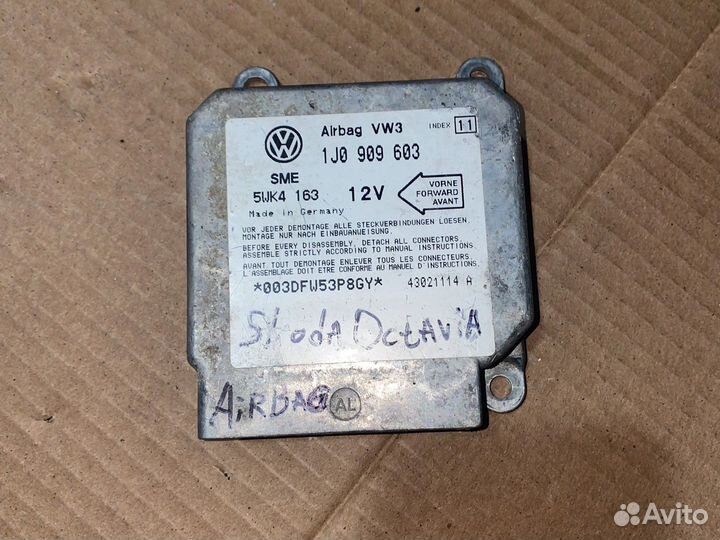 Airbag VW3 INDEX 11
1J0 909 603
SME
5WK4 163 12V
VORNE
FORWARD
AVANT
Made in Germany
VOR JEDER DEMONTAGE ALLE STECKVERBINDUNGEN LOESEN.
MONTAGE NUR NACH EINBAUANWEISUNG.
BEFORE EVERY DISASSEMBLY, DETACH ALL CONNECTORS.
ASSEMBLE STRICTLY ACCORDING TO MANUAL INSTRUCTIONS.
AVANT TOUT DEMONTAGE ENLEVER TOUS LES CONNECTEURS.
L'ASSEMBLAGE DOIT ETRE CONFORME AU MANUEL D'INSTRUCTIONS.
*003DFW53P8GY* 43021114 A
Skoda OctAviA
AiRBAG
AL
Avito